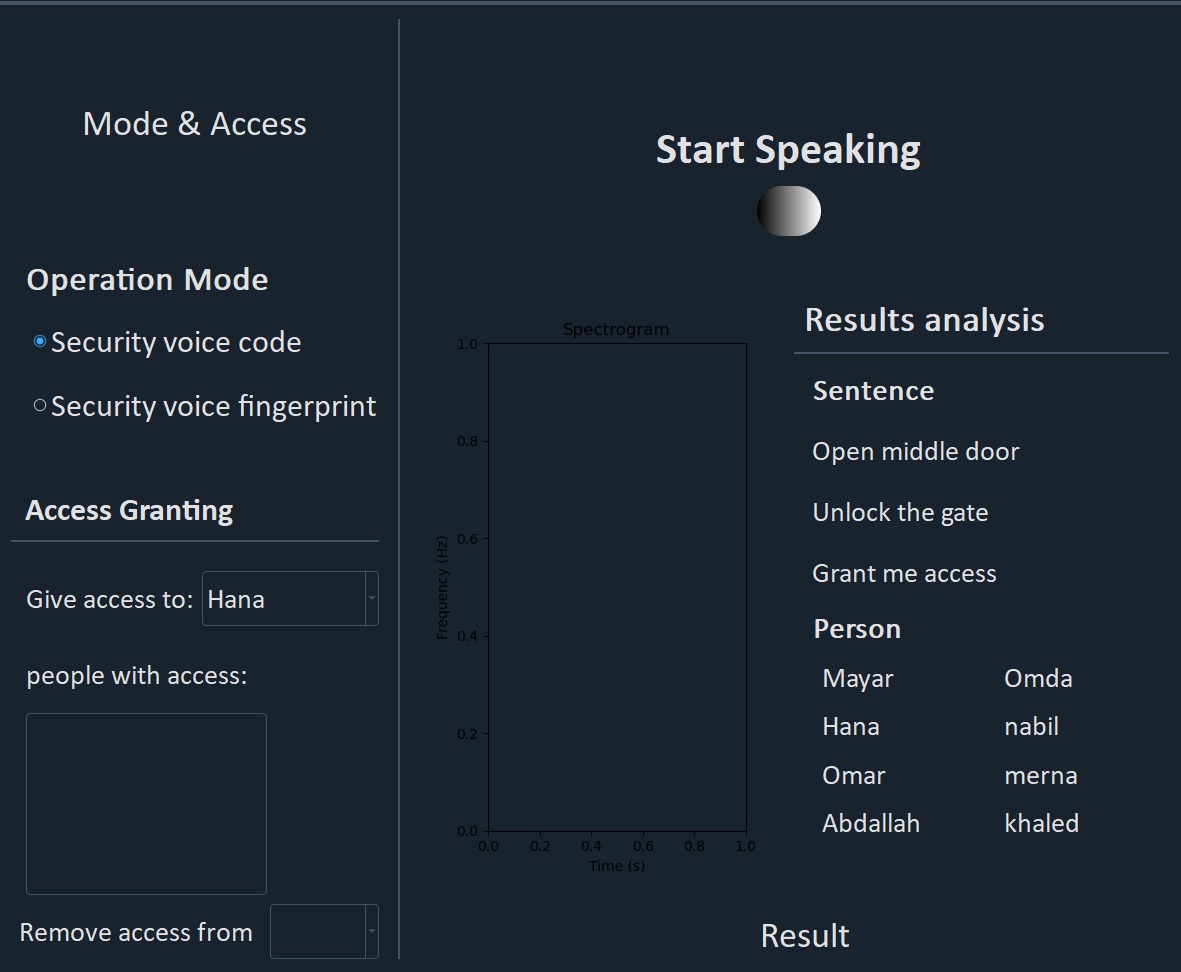 Mode & Access
Operation Mode
Security voice code
Security voice fingerprint
Access Granting
Give access to: Hana
people with access:
Remove access from
Start Speaking
Spectrogram
1.0
0.8
0.6
0.4
0.2
0.0
Frequency (Hz)
0.0 0.2 0.4 0.6 0.8 1.0
Time (s)
Results analysis
Sentence
Open middle door
Unlock the gate
Grant me access
Person
Mayar Omda
Hana nabil
Omar merna
Abdallah khaled
Result